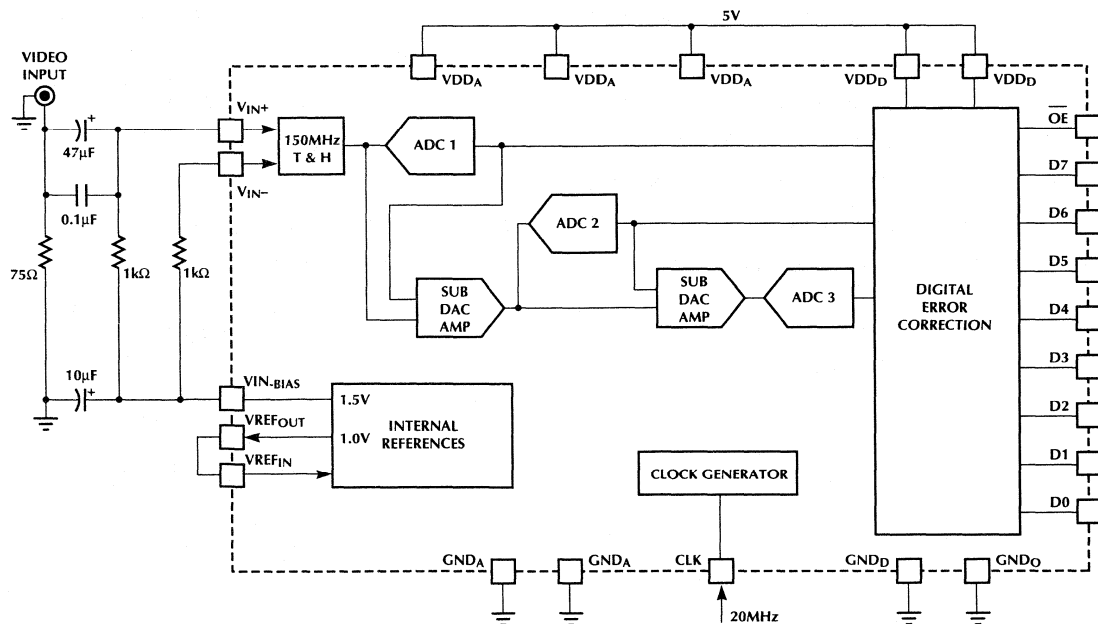 5V
VIDEO
INPUT
VDDA
VDDA
VDDA
VDDD
VDDD
VIN+
47µF
VIN–
0.1µF
75Ω
1kΩ
1kΩ
150MHz
T & H
ADC 1
ADC 2
SUB
DAC
AMP
SUB
DAC
AMP
ADC 3
DIGITAL
ERROR
CORRECTION
OE
D7
D6
D5
D4
D3
D2
D1
D0
10µF
VIN-BIAS
VREFOUT
VREFIN
1.5V
1.0V
INTERNAL
REFERENCES
CLOCK GENERATOR
GNDA
GNDA
CLK
GNDD
GNDO
20MHz